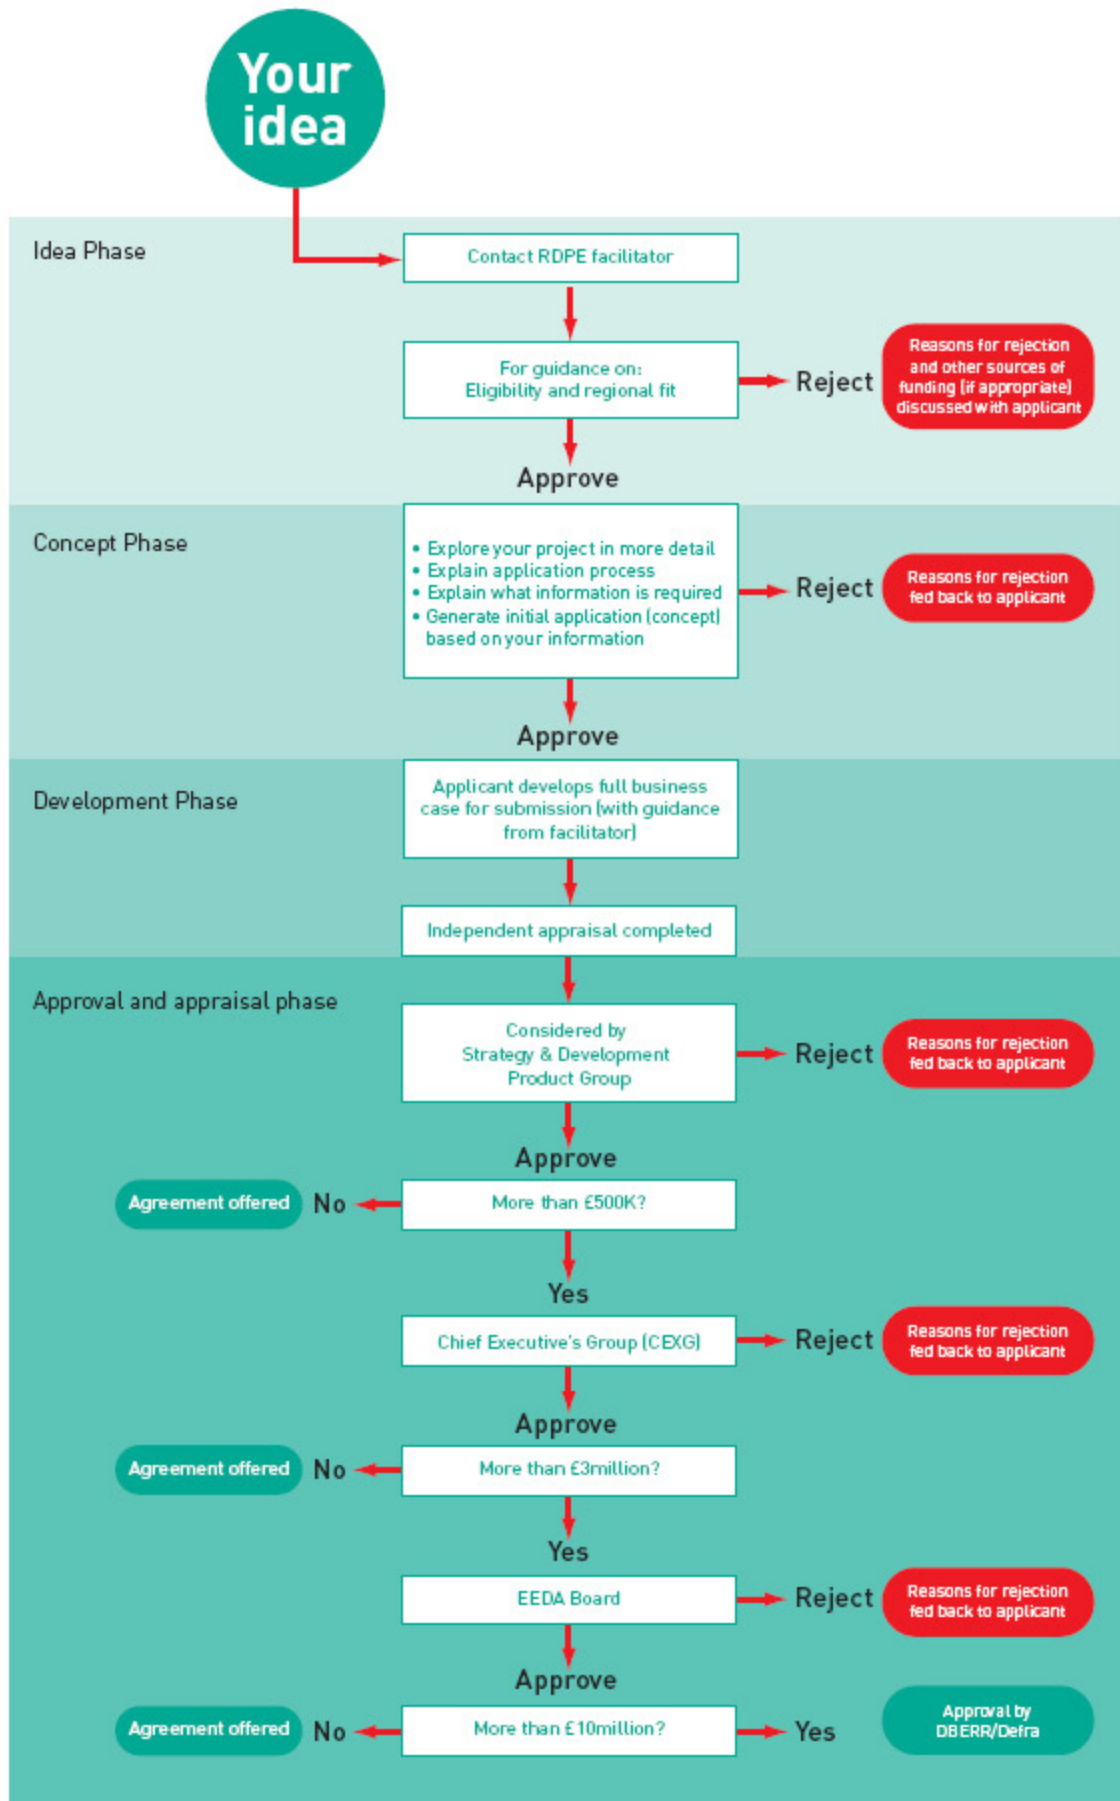 Your
idea
Idea Phase
Contact RDPE facilitator
For guidance on:
Eligibility and regional fit
Reject
Reasons for rejection
and other sources of
funding (if appropriate)
discussed with applicant
Approve
Concept Phase
• Explore your project in more detail
• Explain application process
• Explain what information is required
• Generate initial application (concept)
based on your information
Reject
Reasons for rejection
fed back to applicant
Approve
Development Phase
Applicant develops full business
case for submission (with guidance
from facilitator)
Independent appraisal completed
Approval and appraisal phase
Considered by
Strategy & Development
Product Group
Reject
Reasons for rejection
fed back to applicant
Approve
More than £500K?
No
Agreement offered
Yes
Chief Executive's Group (CEXG)
Reject
Reasons for rejection
fed back to applicant
Approve
More than £3million?
No
Agreement offered
Yes
EEDA Board
Reject
Reasons for rejection
fed back to applicant
Approve
More than £10million?
No
Agreement offered
Yes
Approval by
DBERR/Defra